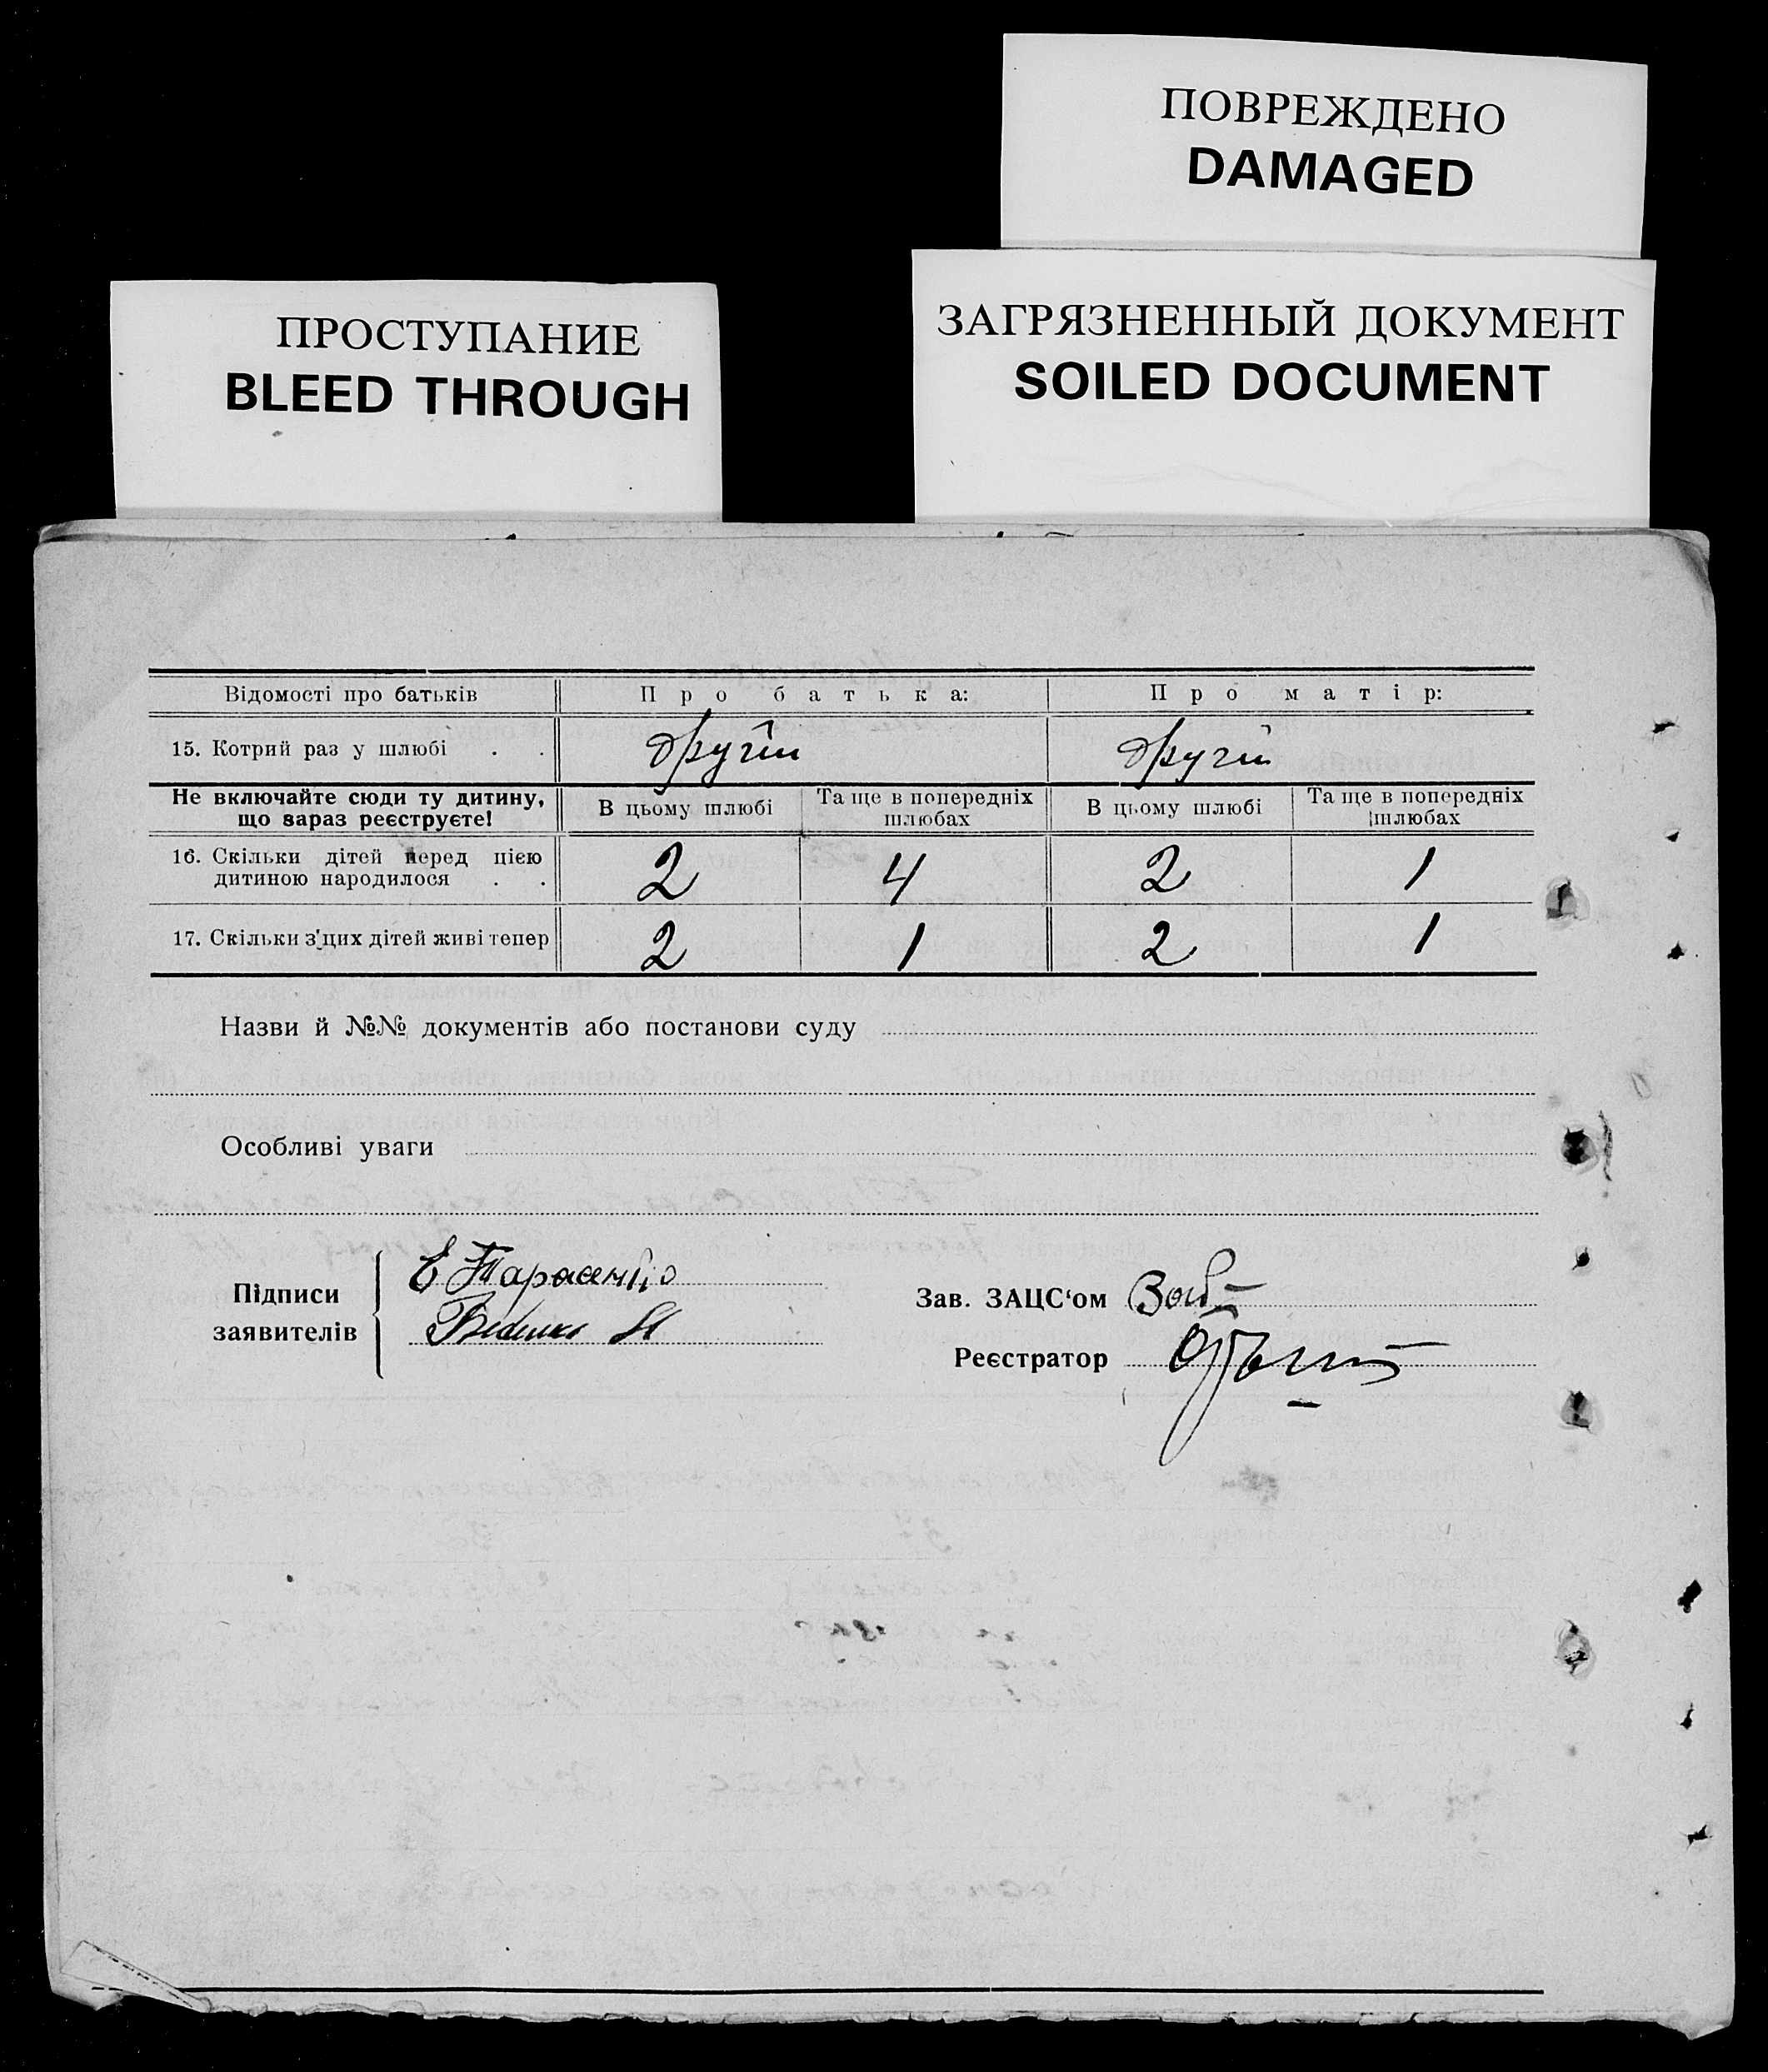 ПОВРЕЖДЕНО
DAMAGED
ПРОСТУПАНИЕ
BLEED THROUGH
ЗАГРЯЗНЕННЫЙ ДОКУМЕНТ
SOILED DOCUMENT
Відомості про батьків Про батька: Про матір:
15. Котрий раз у шлюбі . . другій другій
Не включайте сюди ту дитину, що зараз реєструєте! В цьому шлюбі Та ще в попередніх шлюбах В цьому шлюбі Та ще в попередніх шлюбах
16. Скільки дітей перед цією дитиною народилося . . 2 4 2 1
17. Скільки з'цих дітей живі тепер 2 1 2 1
Назви й №№ документів або постанови суду
Особливі уваги
Підписи заявителів
Е Тарасенко
Зав. ЗАЦС‘ом
Реєстратор